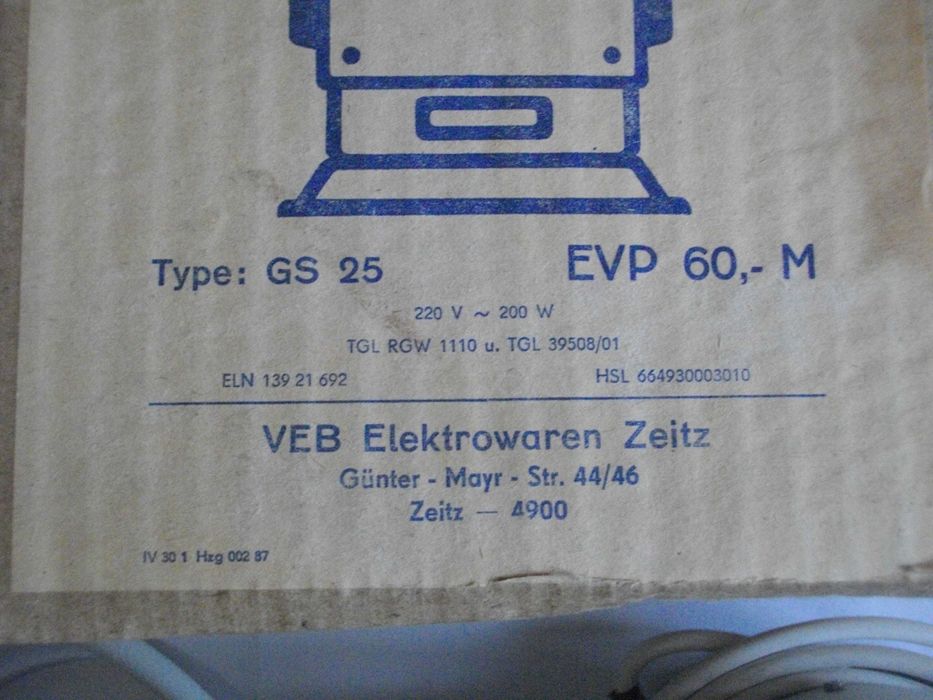 Type: GS 25 EVP 60,- M
220 V ~ 200 W
TGL RGW 1110 u. TGL 39508/01
ELN 139 21 692 HSL 664930003010
VEB Elektrowaren Zeitz
Günter - Mayr - Str. 44/46
Zeitz — 4900
IV 30 1 Hzg 002 87